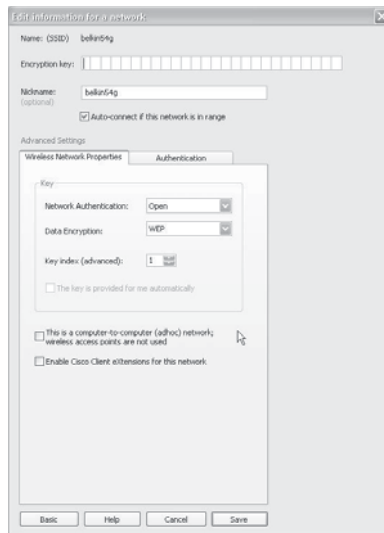 Edit information for a network
Name: (SSID) belkin54g
Encryption key:
Nickname: belkin54g
(optional)
Auto-connect if this network is in range
Advanced Settings
Wireless Network Properties Authentication
Key
Network Authentication: Open
Data Encryption: WEP
Key index (advanced): 1
The key is provided for me automatically
This is a computer-to-computer (adhoc) network;
wireless access points are not used
Enable Cisco Client eXtensions for this network
Basic Help Cancel Save